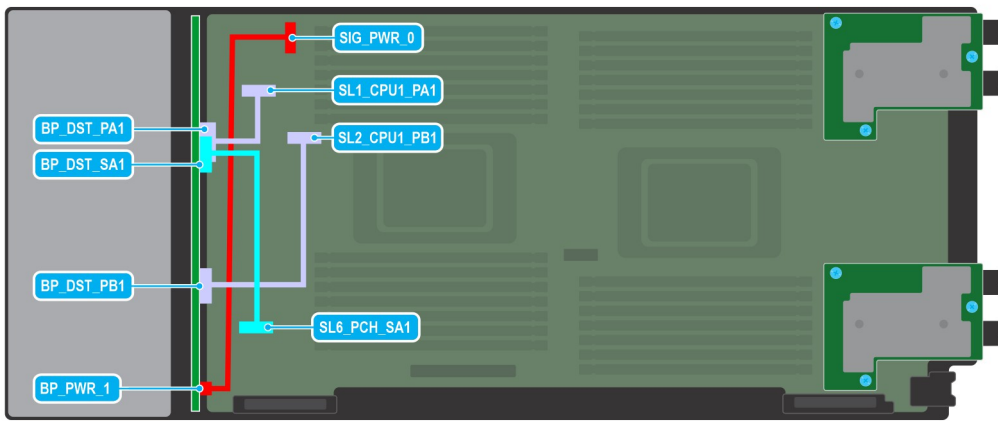 SIG_PWR_0
SL1_CPU1_PA1
BP_DST_PA1
SL2_CPU1_PB1
BP_DST_SA1
BP_DST_PB1
SL6_PCH_SA1
BP_PWR_1